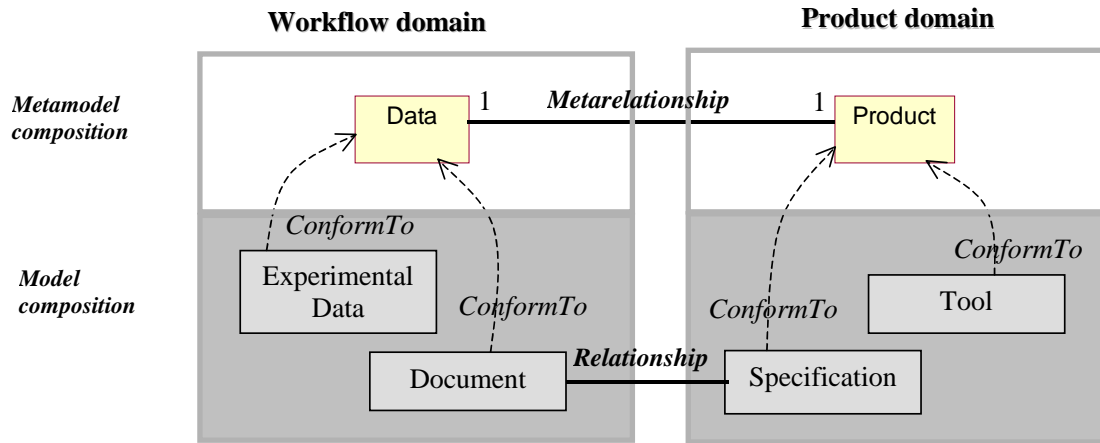 Workflow domain
Product domain
Metamodel
composition
Data
1
Metarelationship
1
Product
ConformTo
ConformTo
Model
composition
Experimental
Data
ConformTo
ConformTo
Tool
Document
Relationship
Specification